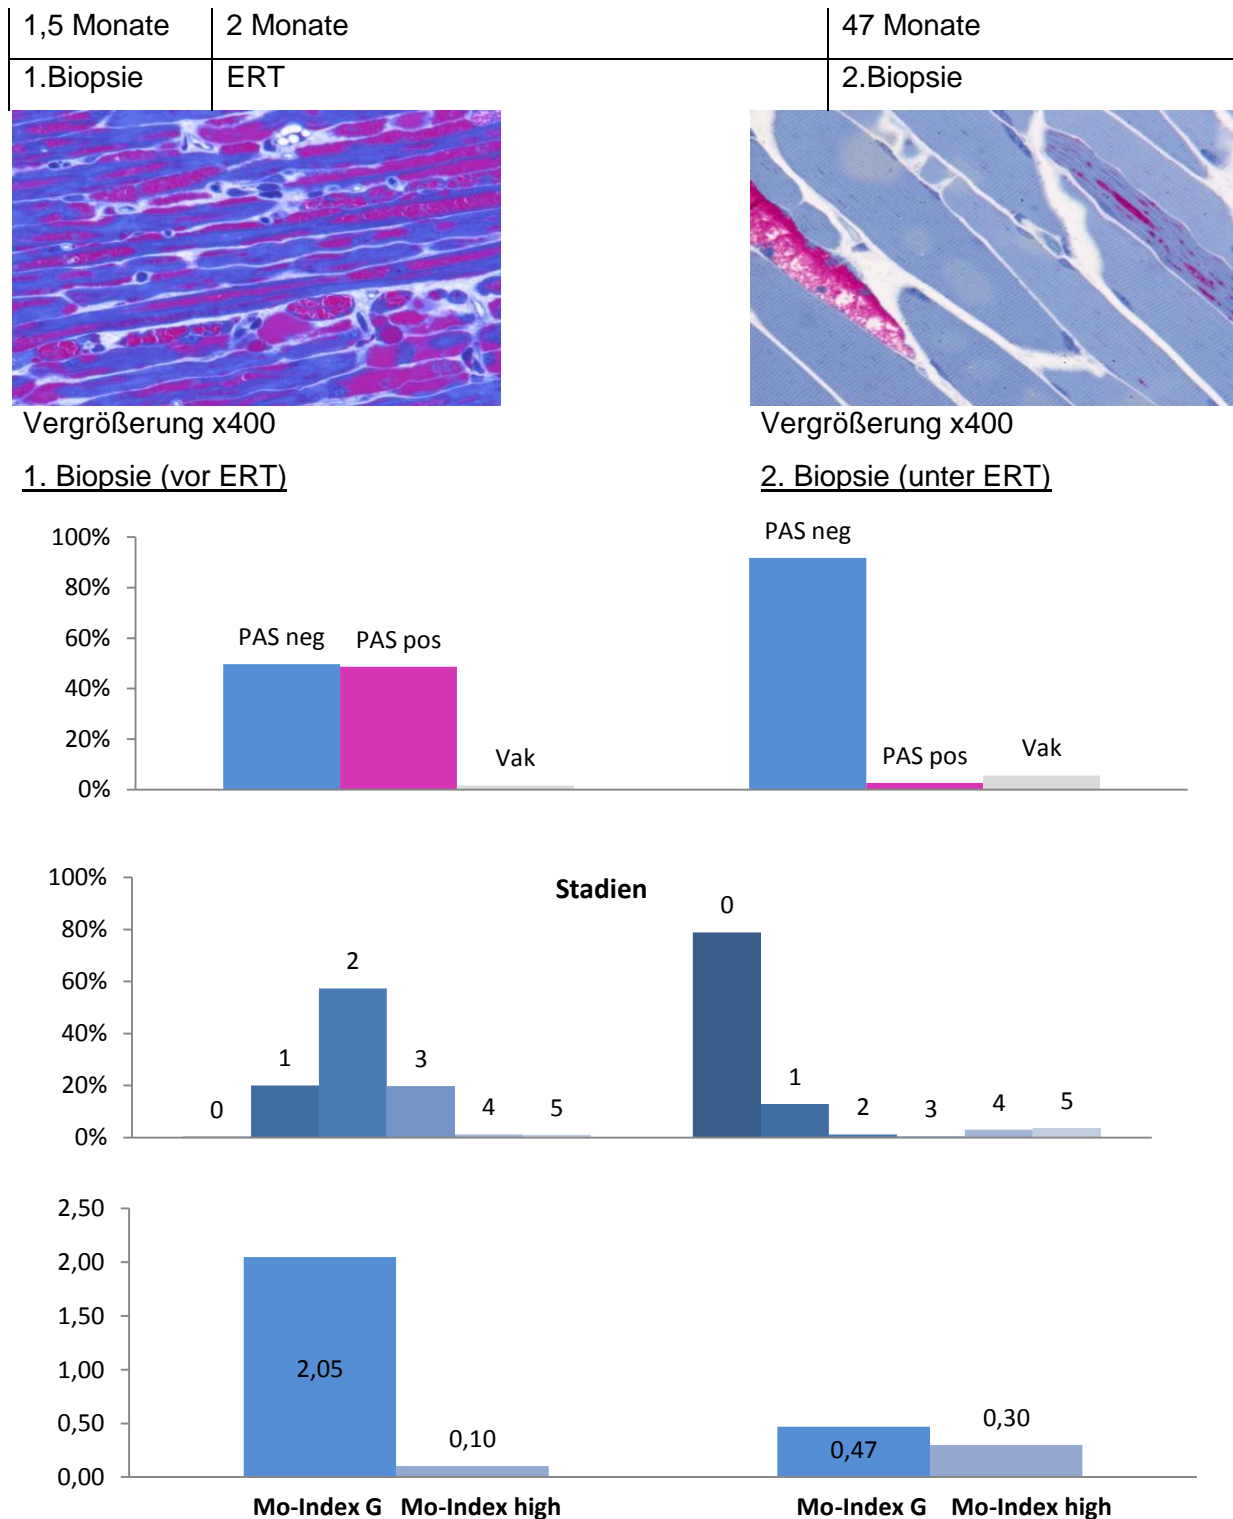 1,5 Monate 2 Monate 47 Monate
1.Biopsie ERT 2.Biopsie
Vergrößerung x400 Vergrößerung x400
1. Biopsie (vor ERT) 2. Biopsie (unter ERT)
100%
80%
60%
40%
20%
0%
PAS neg PAS pos Vak
PAS neg PAS pos Vak
Stadien
100%
80%
60%
40%
20%
0%
0 1 2 3 4 5
0 1 2 3 4 5
2,50
2,00
1,50
1,00
0,50
0,00
2,05 0,10
0,47 0,30
Mo-Index G Mo-Index high Mo-Index G Mo-Index high